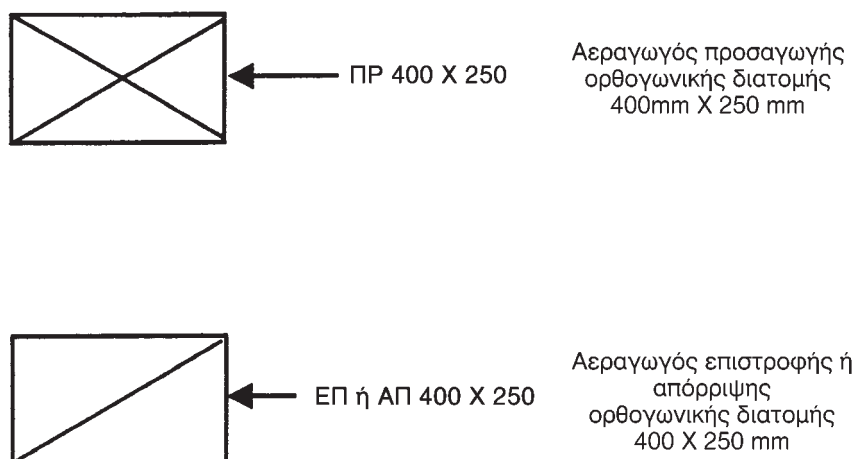 ΠΡ 400 Χ 250
Αεραγωγός προσαγωγής
ορθογωνικής διατομής
400mm X 250 mm
ΕΠ ή ΑΠ 400 Χ 250
Αεραγωγός επιστροφής ή
απόρριψης
ορθογωνικής διατομής
400 X 250 mm